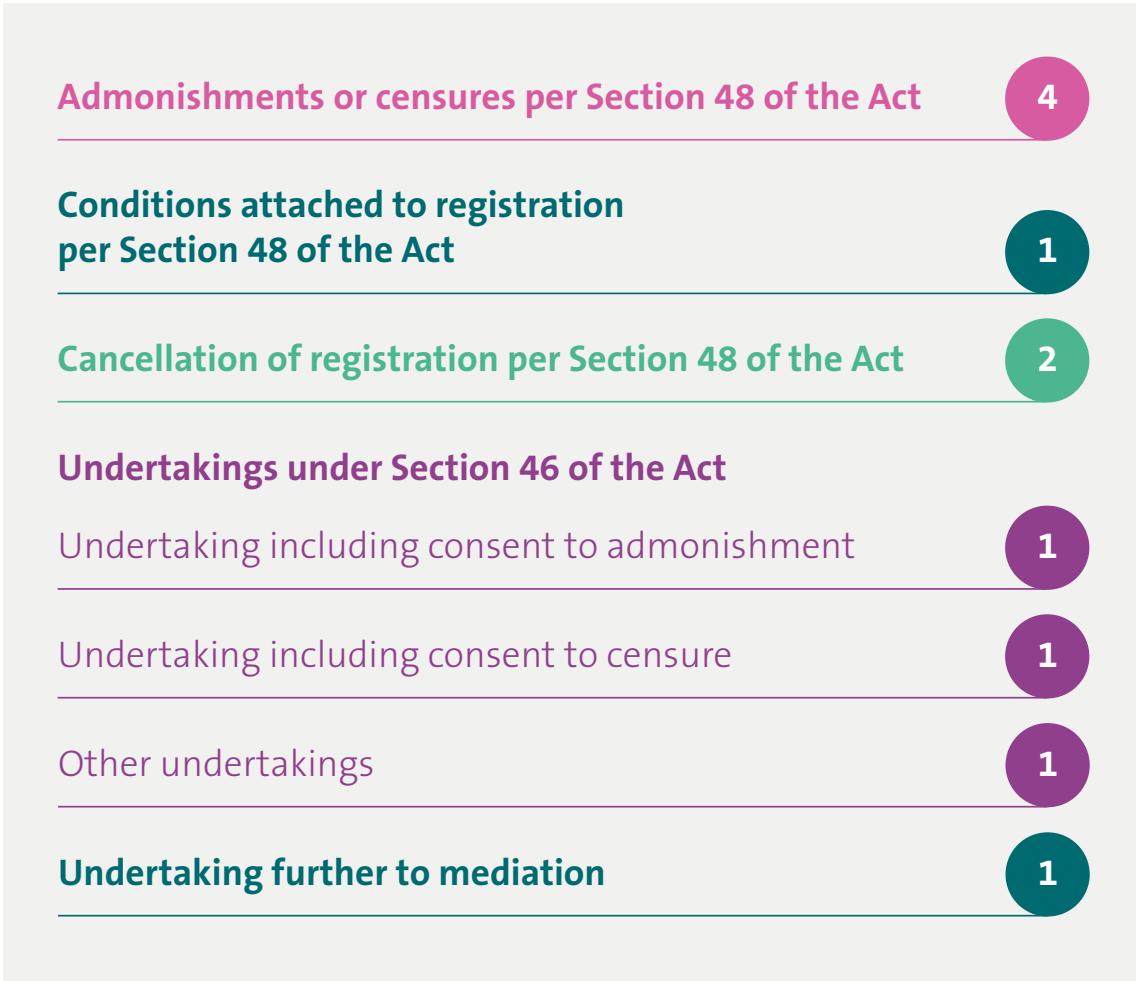 Admonishments or censures per Section 48 of the Act 4
Conditions attached to registration
per Section 48 of the Act 1
Cancellation of registration per Section 48 of the Act 2
Undertakings under Section 46 of the Act
Undertaking including consent to admonishment 1
Undertaking including consent to censure 1
Other undertakings 1
Undertaking further to mediation 1